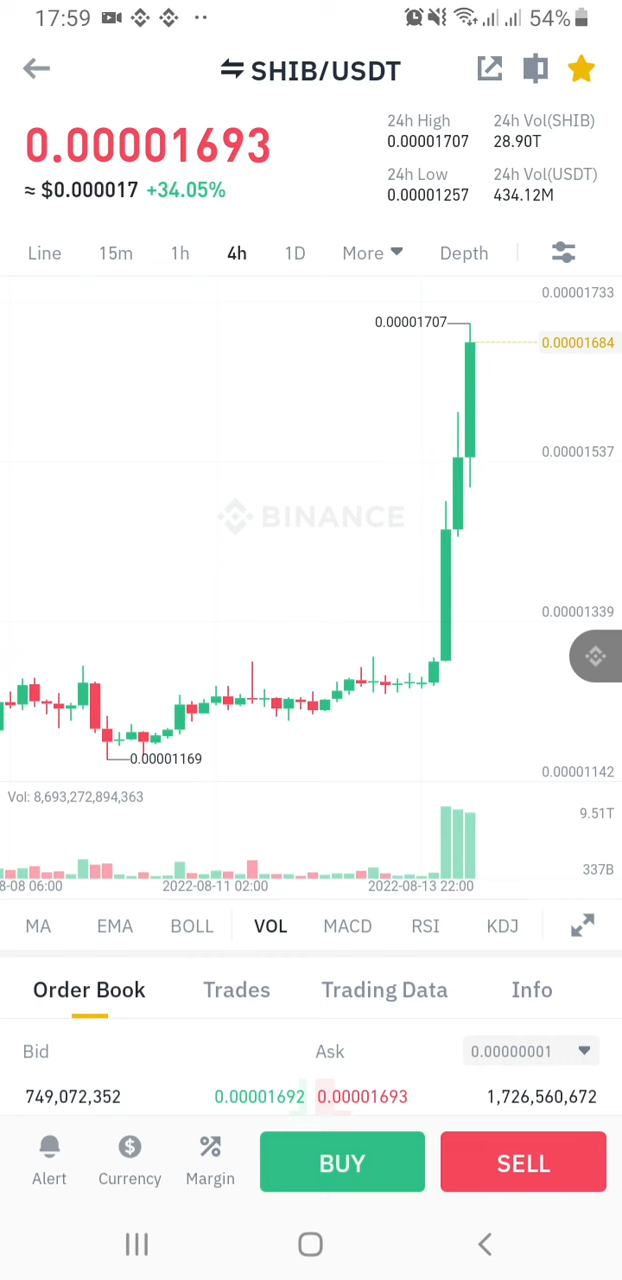 17:59 54%
SHIB/USDT
0.00001693
≈ $0.000017 +34.05%
24h High 24h Vol(SHIB)
0.00001707 28.90T
24h Low 24h Vol(USDT)
0.00001257 434.12M
Line 15m 1h 4h 1D More Depth
0.00001733
0.00001707
0.00001684
0.00001537
BINANCE
0.00001339
0.00001169
0.00001142
Vol: 8,693,272,894,363
9.51T
337B
8-08 06:00 2022-08-11 02:00 2022-08-13 22:00
MA EMA BOLL VOL MACD RSI KDJ
Order Book Trades Trading Data Info
Bid Ask 0.00000001
749,072,352 0.00001692 0.00001693 1,726,560,672
Alert Currency Margin BUY SELL